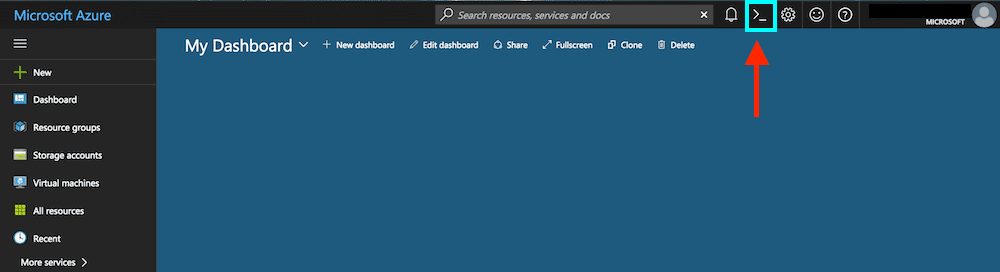 Microsoft Azure
Search resources, services and docs
MICROSOFT
My Dashboard
New dashboard
Edit dashboard
Share
Fullscreen
Clone
Delete
New
Dashboard
Resource groups
Storage accounts
Virtual machines
All resources
Recent
More services